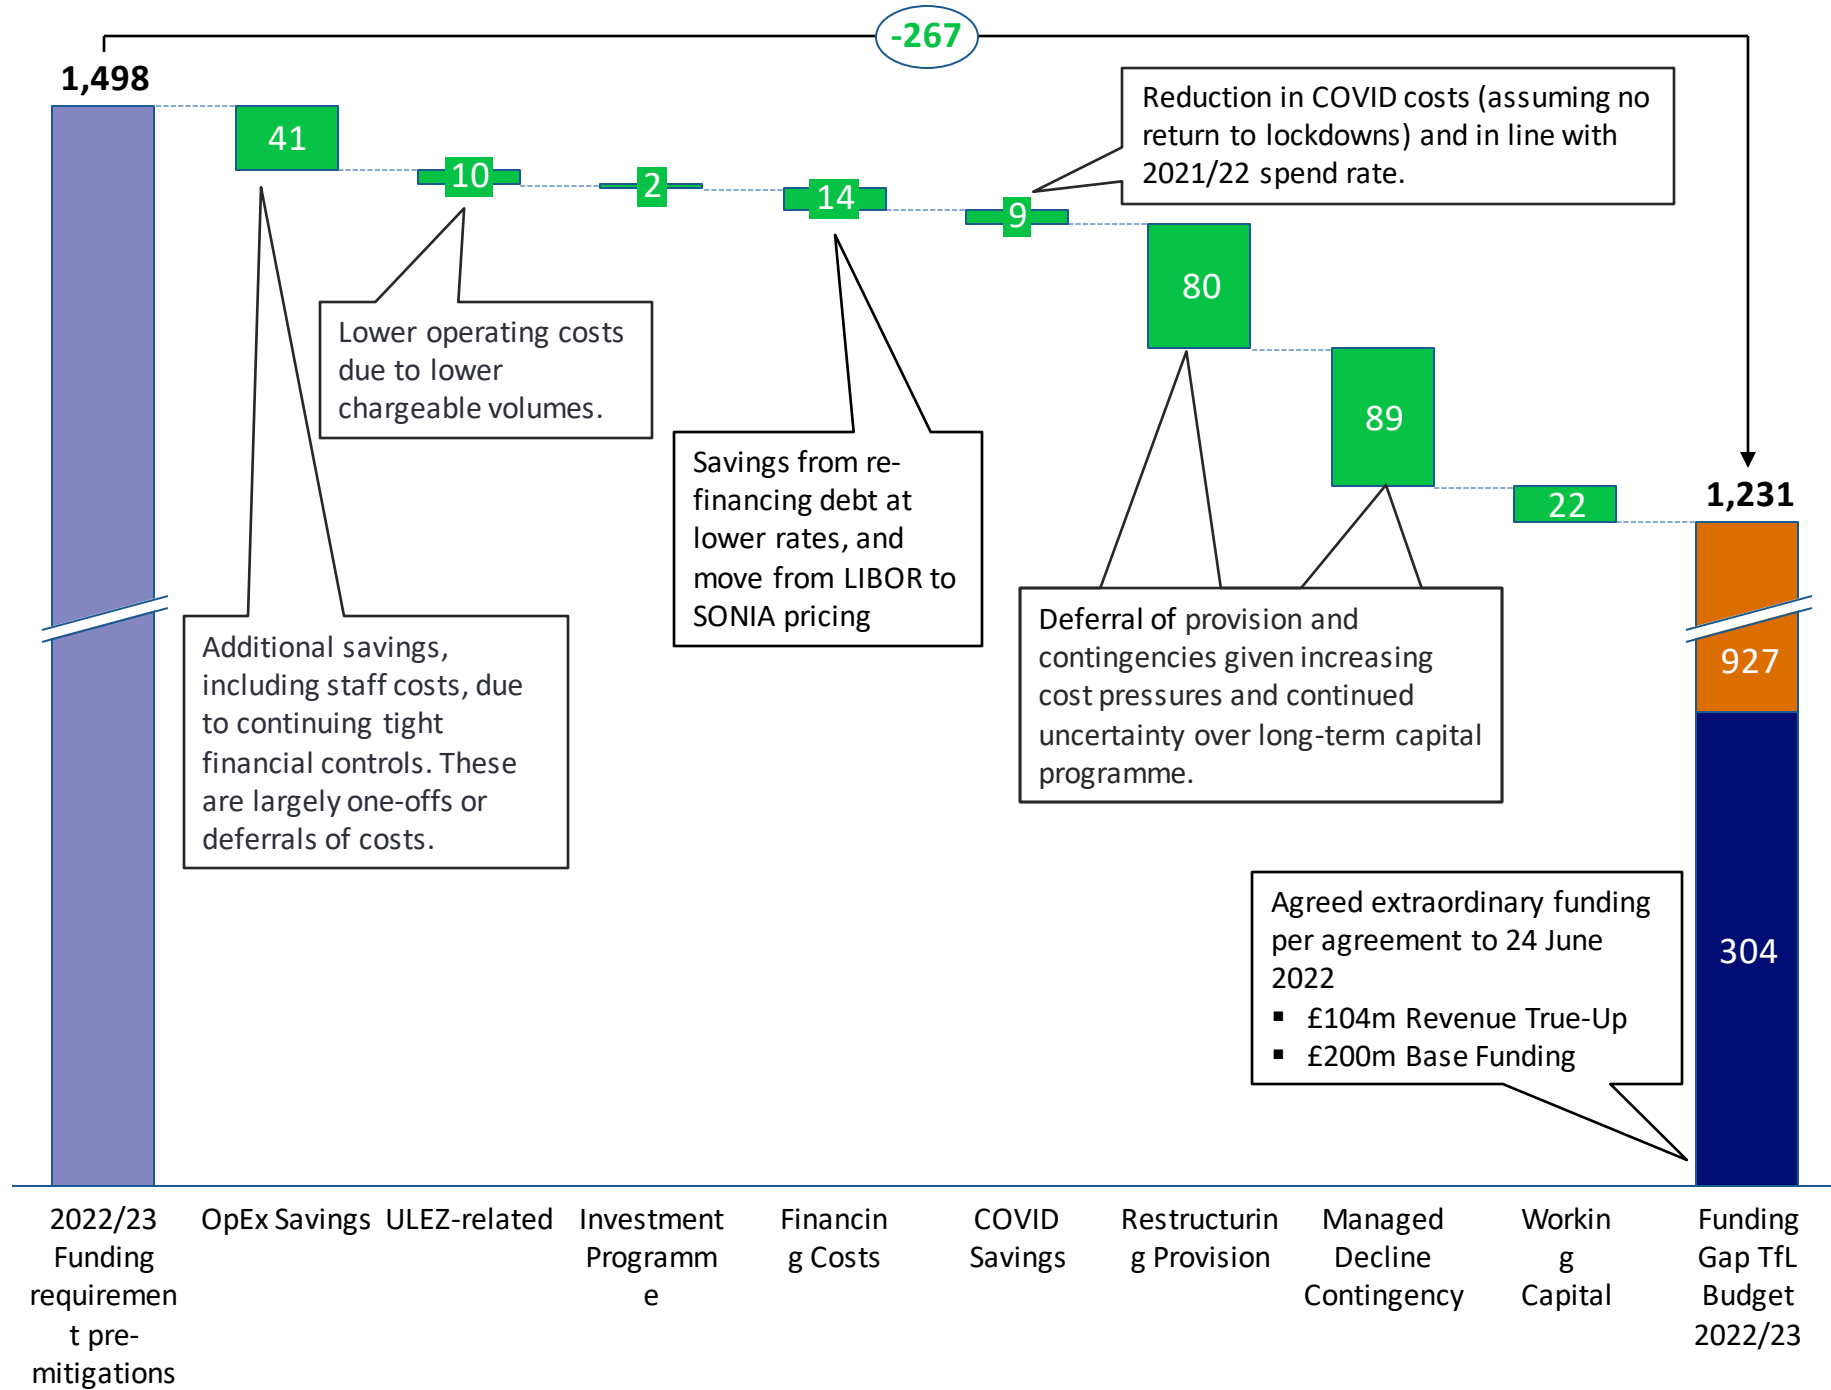 -267
1,498
41
10
2
14
9
80
89
22
1,231
927
304
Reduction in COVID costs (assuming no
return to lockdowns) and in line with
2021/22 spend rate.
Lower operating costs
due to lower
chargeable volumes.
Savings from re-
financing debt at
lower rates, and
move from LIBOR to
SONIA pricing
Additional savings,
including staff costs, due
to continuing tight
financial controls. These
are largely one-offs or
deferrals of costs.
Deferral of provision and
contingencies given increasing
cost pressures and continued
uncertainty over long-term capital
programme.
Agreed extraordinary funding
per agreement to 24 June
2022
▪ £104m Revenue True-Up
▪ £200m Base Funding
2022/23
Funding
requiremen
t pre-
mitigations
OpEx Savings
ULEZ-related
Investment
Programm
e
Financin
g Costs
COVID
Savings
Restructurin
g Provision
Managed
Decline
Contingency
Workin
g
Capital
Funding
Gap TfL
Budget
2022/23